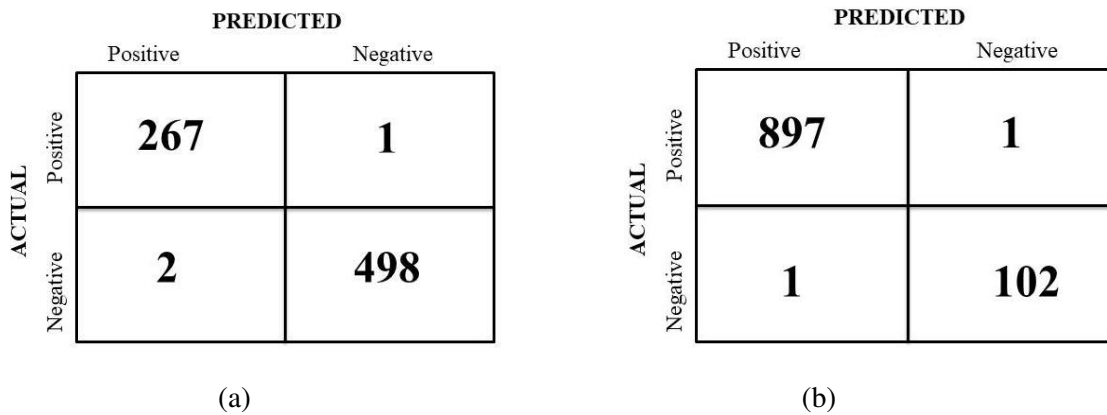 PREDICTED
Positive Negative
ACTUAL
Positive
267 1
Negative
2 498
(a)
PREDICTED
Positive Negative
ACTUAL
Positive
897 1
Negative
1 102
(b)